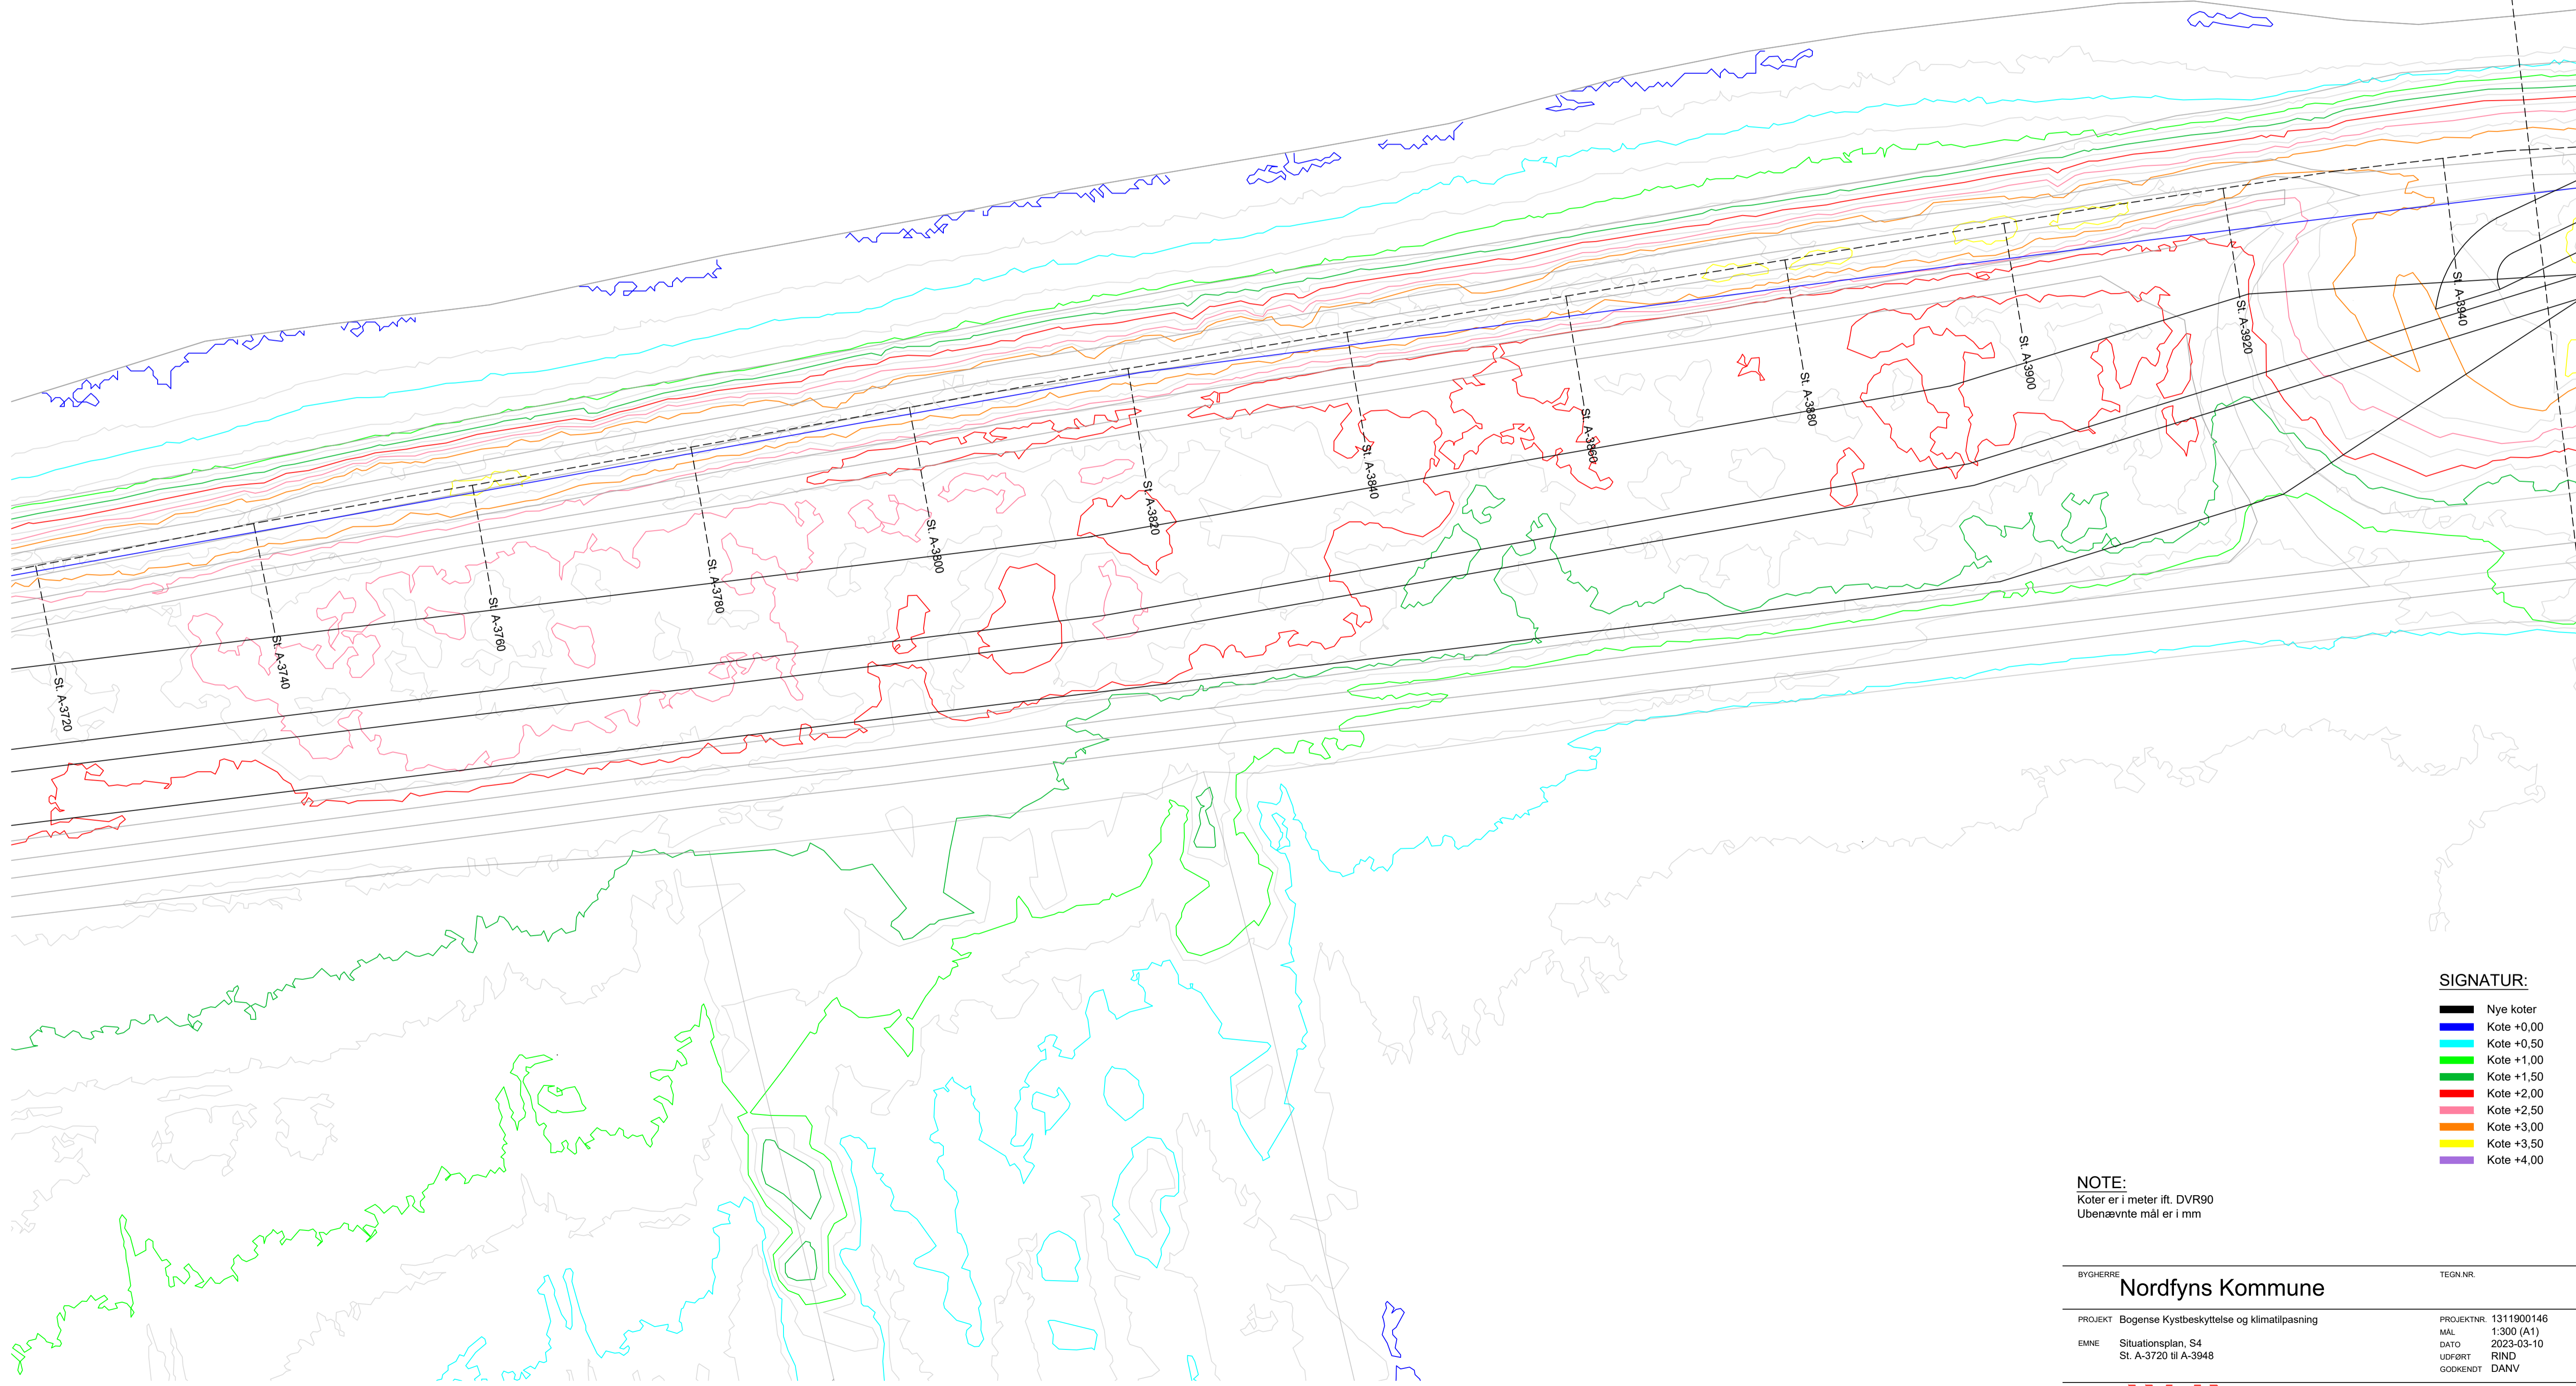 St. A-3720
St. A-3740
St. A-3760
St. A-3780
St. A-3800
St. A-3820
St. A-3840
St. A-3860
St. A-3880
St. A-3900
St. A-3920
St. A-3940
SIGNATUR:
Nye koter
Kote +0,00
Kote +0,50
Kote +1,00
Kote +1,50
Kote +2,00
Kote +2,50
Kote +3,00
Kote +3,50
Kote +4,00
NOTE:
Koter er i meter ift. DVR90
Ubenævnte mål er i mm
BYGHERRE Nordfyns Kommune
TEGN.NR.
PROJEKT Bogense Kystbeskyttelse og klimatilpasning
EMNE Situationsplan, S4
St. A-3720 til A-3948
PROJEKTNR. 1311900146
MÅL 1:300 (A1)
DATO 2023-03-10
UDFØRT RIND
GODKENDT DANV